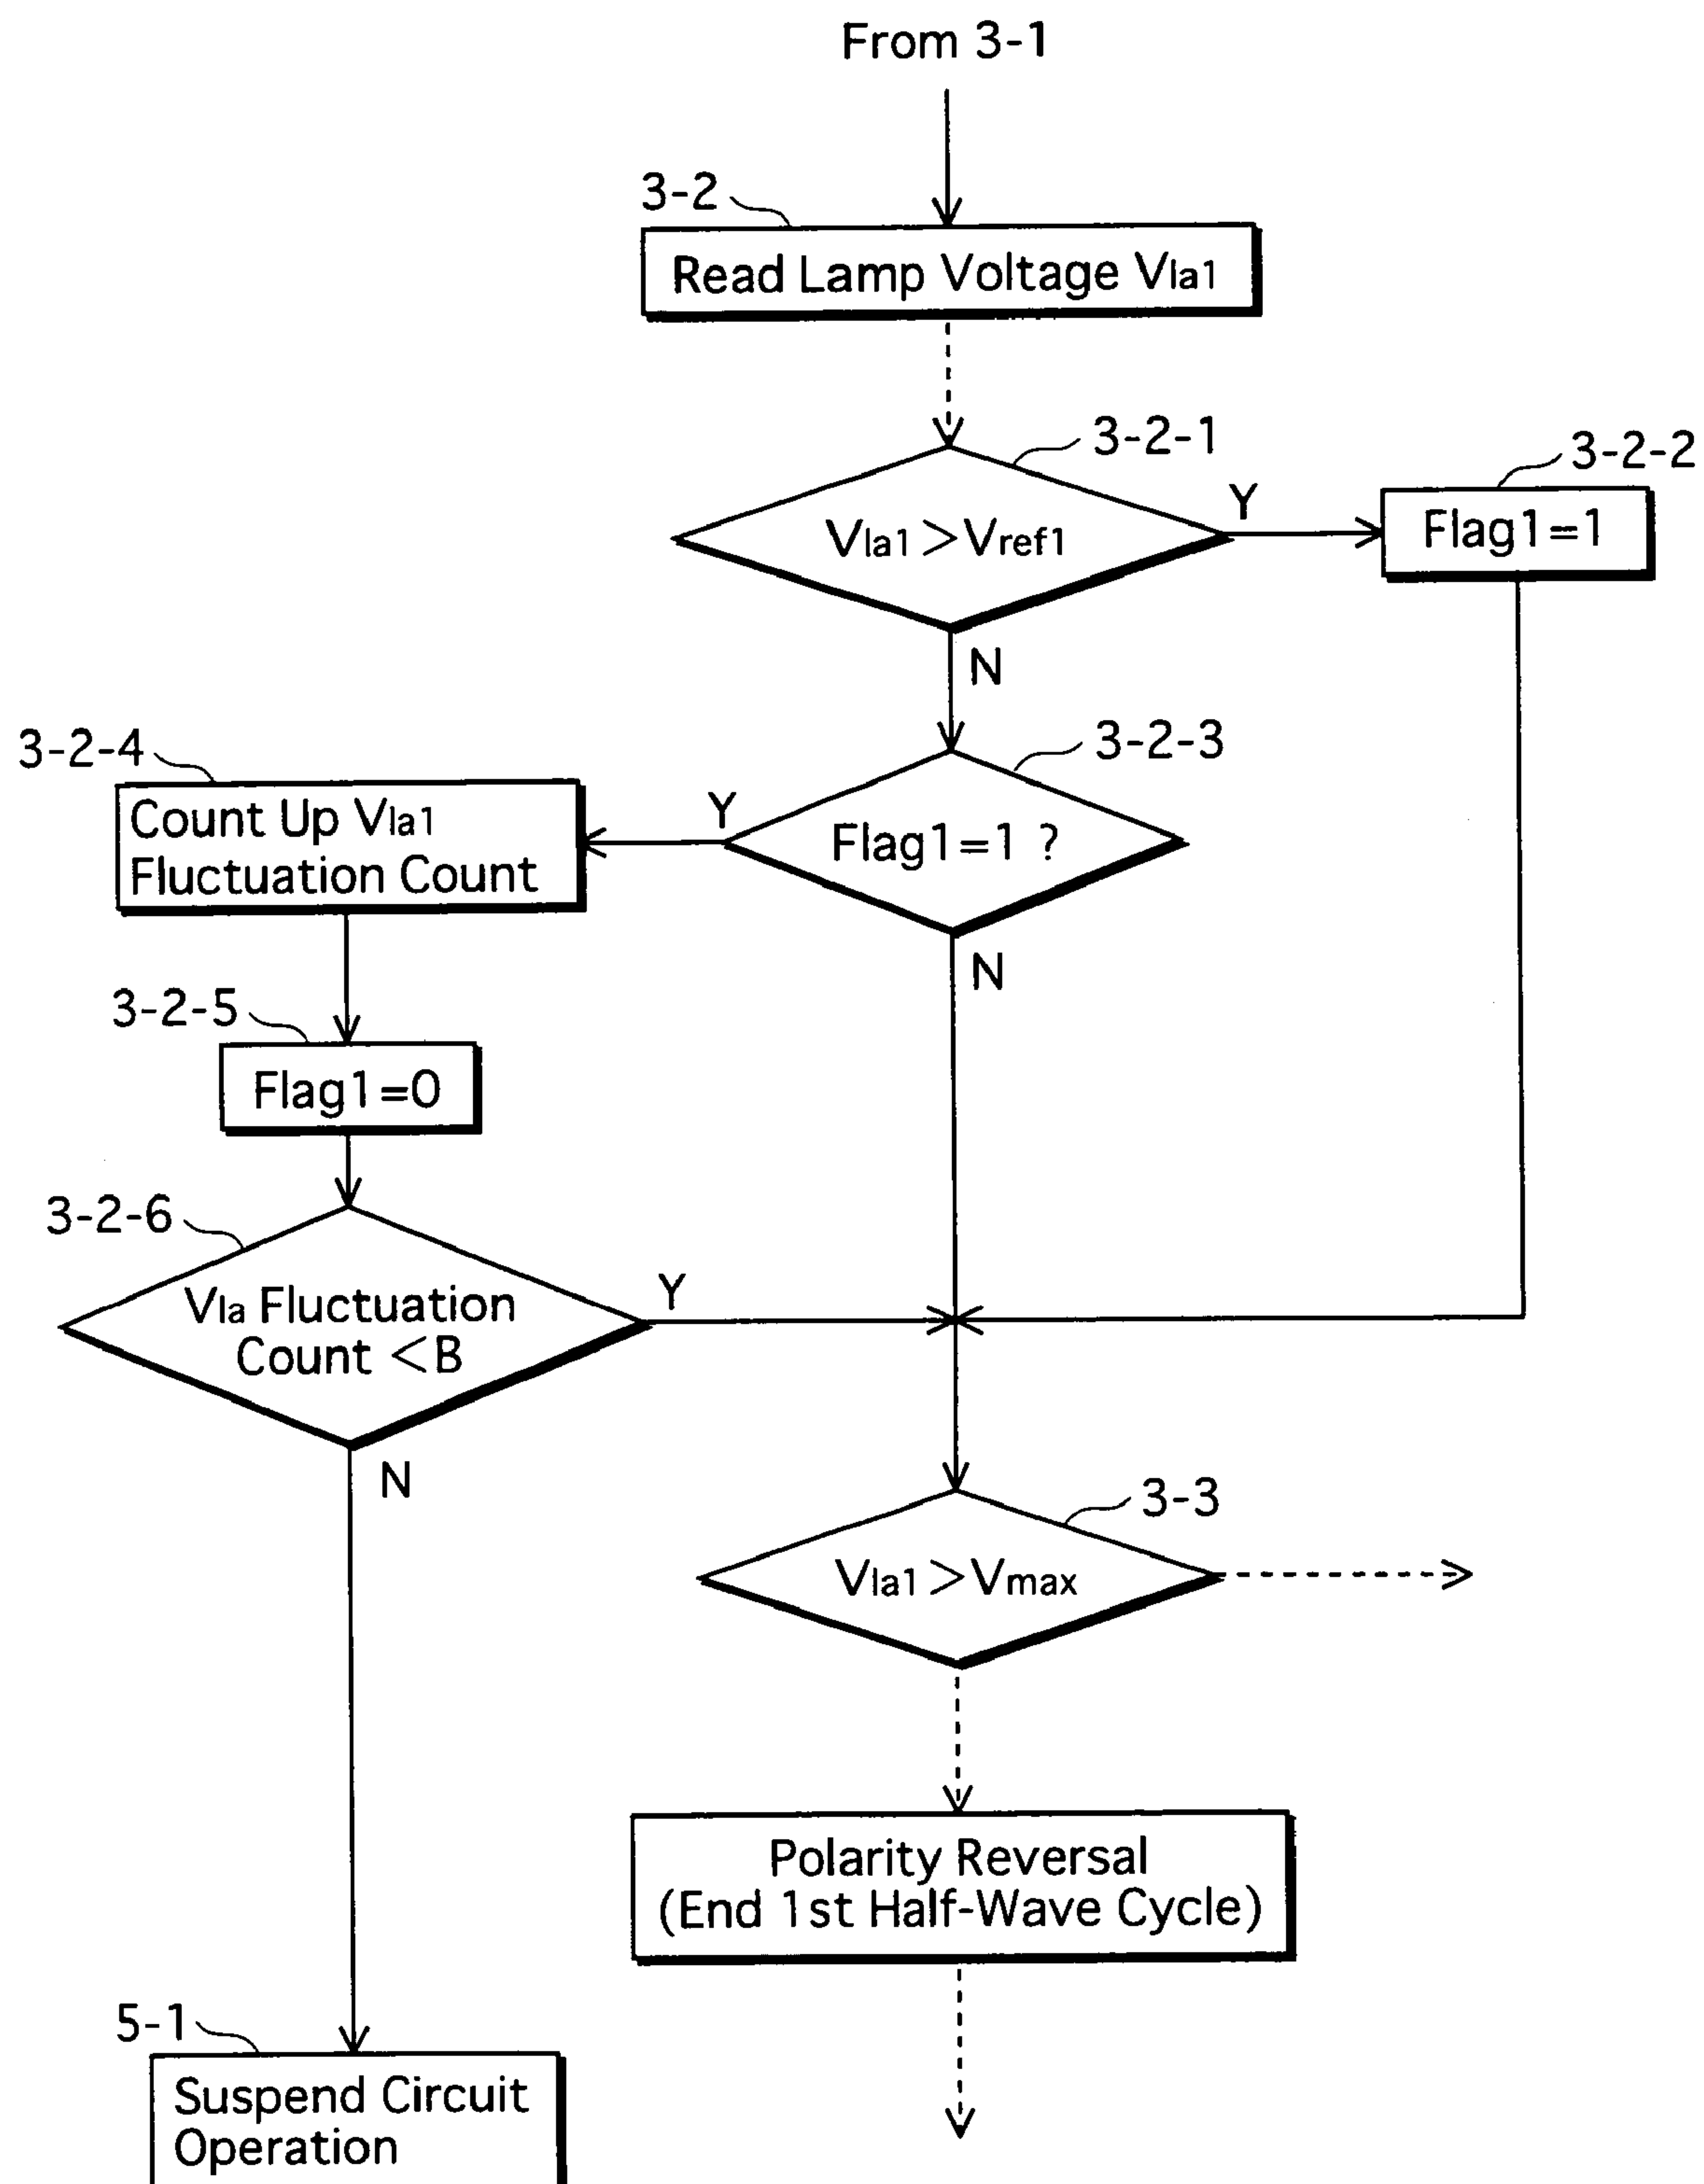 From 3-1
3-2
Read Lamp Voltage Vla1
3-2-1
3-2-2
Vla1>Vref1
Y
Flag1=1
N
3-2-3
3-2-4
Count Up Vla1
Fluctuation Count
Y
Flag1=1 ?
N
3-2-5
Flag1=0
3-2-6
Vla Fluctuation
Count <B
Y
N
3-3
Vla1>Vmax
Polarity Reversal
(End 1st Half-Wave Cycle)
5-1
Suspend Circuit
Operation